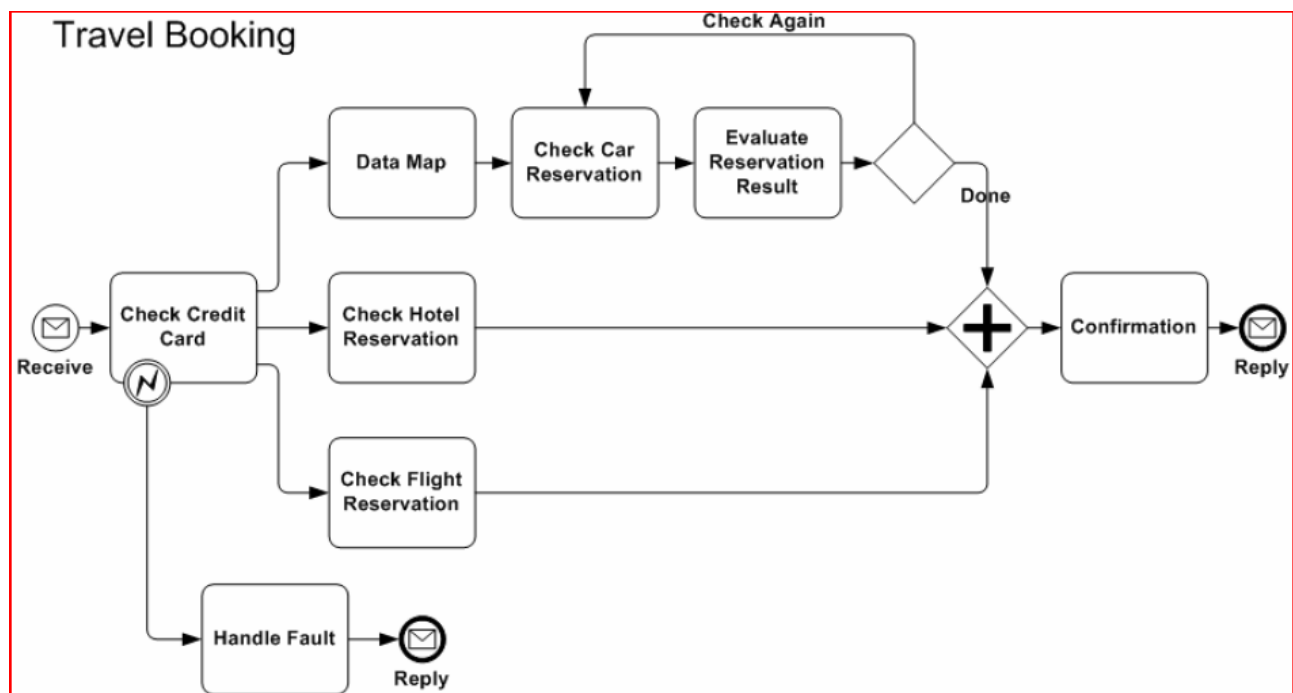 Travel Booking
Check Again
Data Map
Check Car
Reservation
Evaluate
Reservation
Result
Done
Receive
Check Credit
Card
Check Hotel
Reservation
Confirmation
Reply
Check Flight
Reservation
Handle Fault
Reply